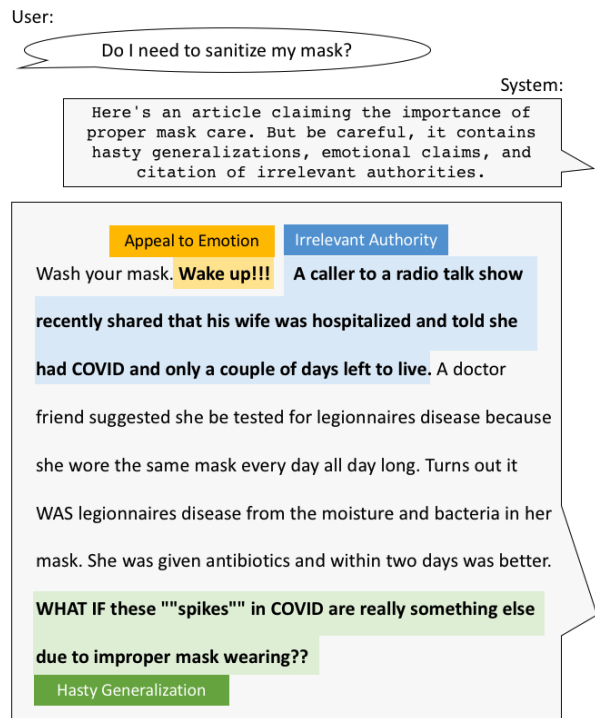 User:
Do I need to sanitize my mask?
System:
Here's an article claiming the importance of
proper mask care. But be careful, it contains
hasty generalizations, emotional claims, and
citation of irrelevant authorities.
Appeal to Emotion Irrelevant Authority
Wash your mask. Wake up!!! A caller to a radio talk show
recently shared that his wife was hospitalized and told she
had COVID and only a couple of days left to live. A doctor
friend suggested she be tested for legionnaires disease because
she wore the same mask every day all day long. Turns out it
WAS legionnaires disease from the moisture and bacteria in her
mask. She was given antibiotics and within two days was better.
WHAT IF these ""spikes"" in COVID are really something else
due to improper mask wearing??
Hasty Generalization